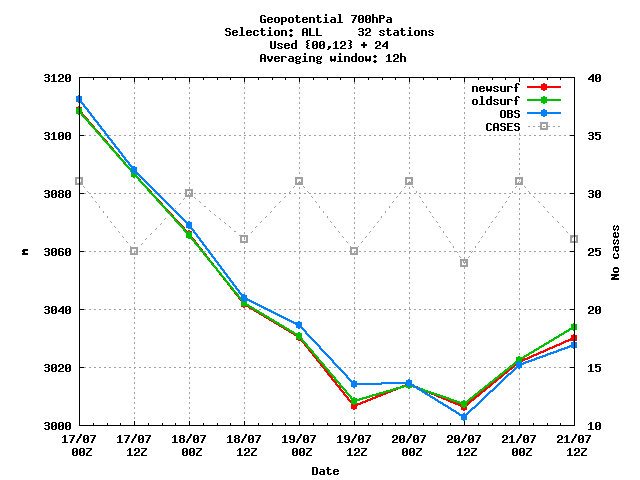 Geopotential 700hPa
Selection: ALL     32 stations
Used {00,12} + 24
Averaging window: 12h
newsurf
oldsurf
OBS
CASES
3120
3100
3080
3060
3040
3020
3000
m
40
35
30
25
20
15
10
No cases
17/07 17/07 18/07 18/07 19/07 19/07 20/07 20/07 21/07 21/07
00Z 12Z 00Z 12Z 00Z 12Z 00Z 12Z 00Z 12Z
Date